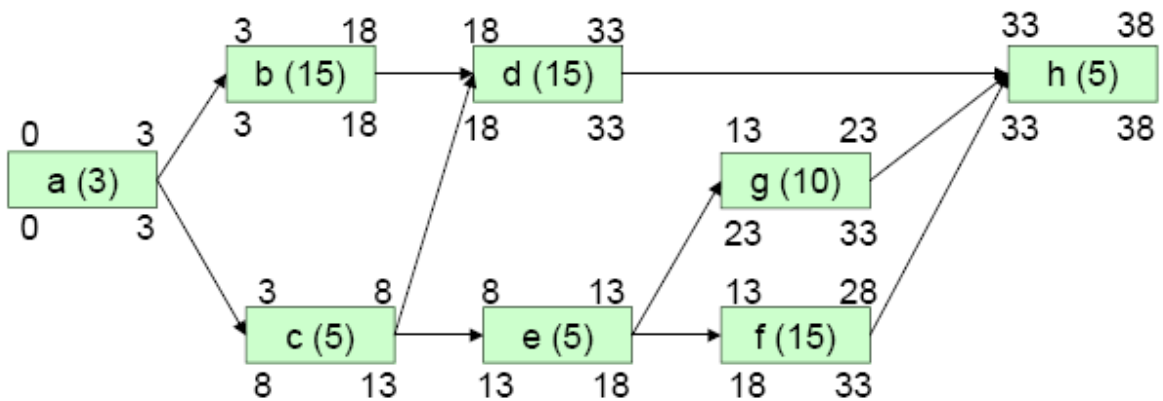 3 18
18 33
33 38
b (15)
d (15)
h (5)
3 18
18 33
33 38
0 3
13 23
a (3)
g (10)
0 3
23 33
3 8
8 13
13 28
c (5)
e (5)
f (15)
8 13
13 18
18 33